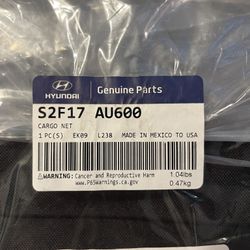 HYUNDAI
Genuine Parts
S2F17 AU600
CARGO NET
1 PC(S) EK09 L238 MADE IN MEXICO TO USA
WARNING: Cancer and Reproductive Harm
www.P65Warnings.ca.gov
1.04lbs
0.47kg